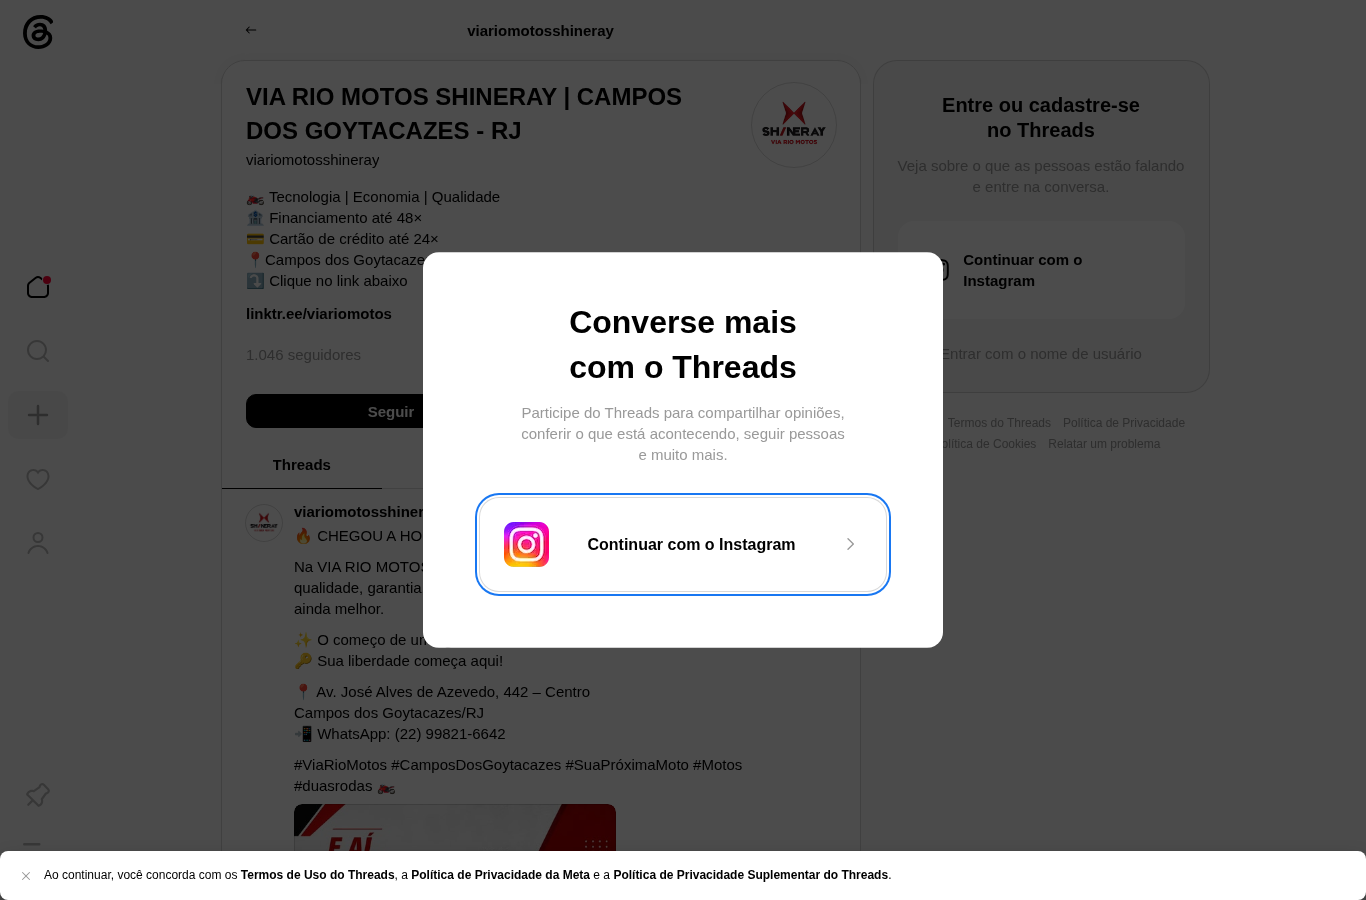 viariomotosshineray
VIA RIO MOTOS SHINERAY | CAMPOS
DOS GOYTACAZES - RJ
viariomotosshineray
SHINERAY
VIA RIO MOTOS
🏍️ Tecnologia | Economia | Qualidade
🏦 Financiamento até 48×
💳 Cartão de crédito até 24×
📍Campos dos Goytacaze
⤵️ Clique no link abaixo
linktr.ee/viariomotos
1.046 seguidores
Seguir
Threads
viariomotosshiner
🔥 CHEGOU A HO
Na VIA RIO MOTOS
qualidade, garantia
ainda melhor.
✨ O começo de um
🔑 Sua liberdade começa aqui!
📍 Av. José Alves de Azevedo, 442 – Centro
Campos dos Goytacazes/RJ
📲 WhatsApp: (22) 99821-6642
#ViaRioMotos #CamposDosGoytacazes #SuaPróximaMoto #Motos
#duasrodas 🏍️
E AÍ
Entre ou cadastre-se
no Threads
Veja sobre o que as pessoas estão falando
e entre na conversa.
Continuar com o
Instagram
Entrar com o nome de usuário
Termos do Threads
Política de Privacidade
olítica de Cookies
Relatar um problema
Converse mais
com o Threads
Participe do Threads para compartilhar opiniões,
conferir o que está acontecendo, seguir pessoas
e muito mais.
Continuar com o Instagram
Ao continuar, você concorda com os Termos de Uso do Threads, a Política de Privacidade da Meta e a Política de Privacidade Suplementar do Threads.